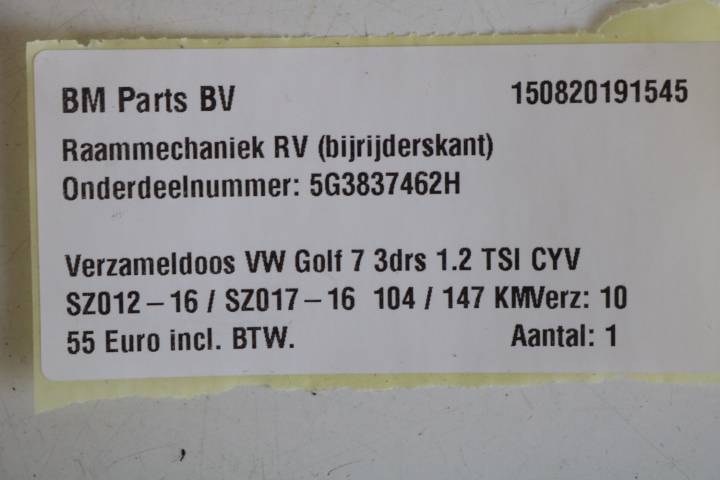 BM Parts BV 150820191545
Raammechaniek RV (bijrijderskant)
Onderdeelnummer: 5G3837462H
Verzameldoos VW Golf 7 3drs 1.2 TSI CYV
SZ012-16 / SZ017-16 104 / 147 KMVerz: 10
55 Euro incl. BTW. Aantal: 1